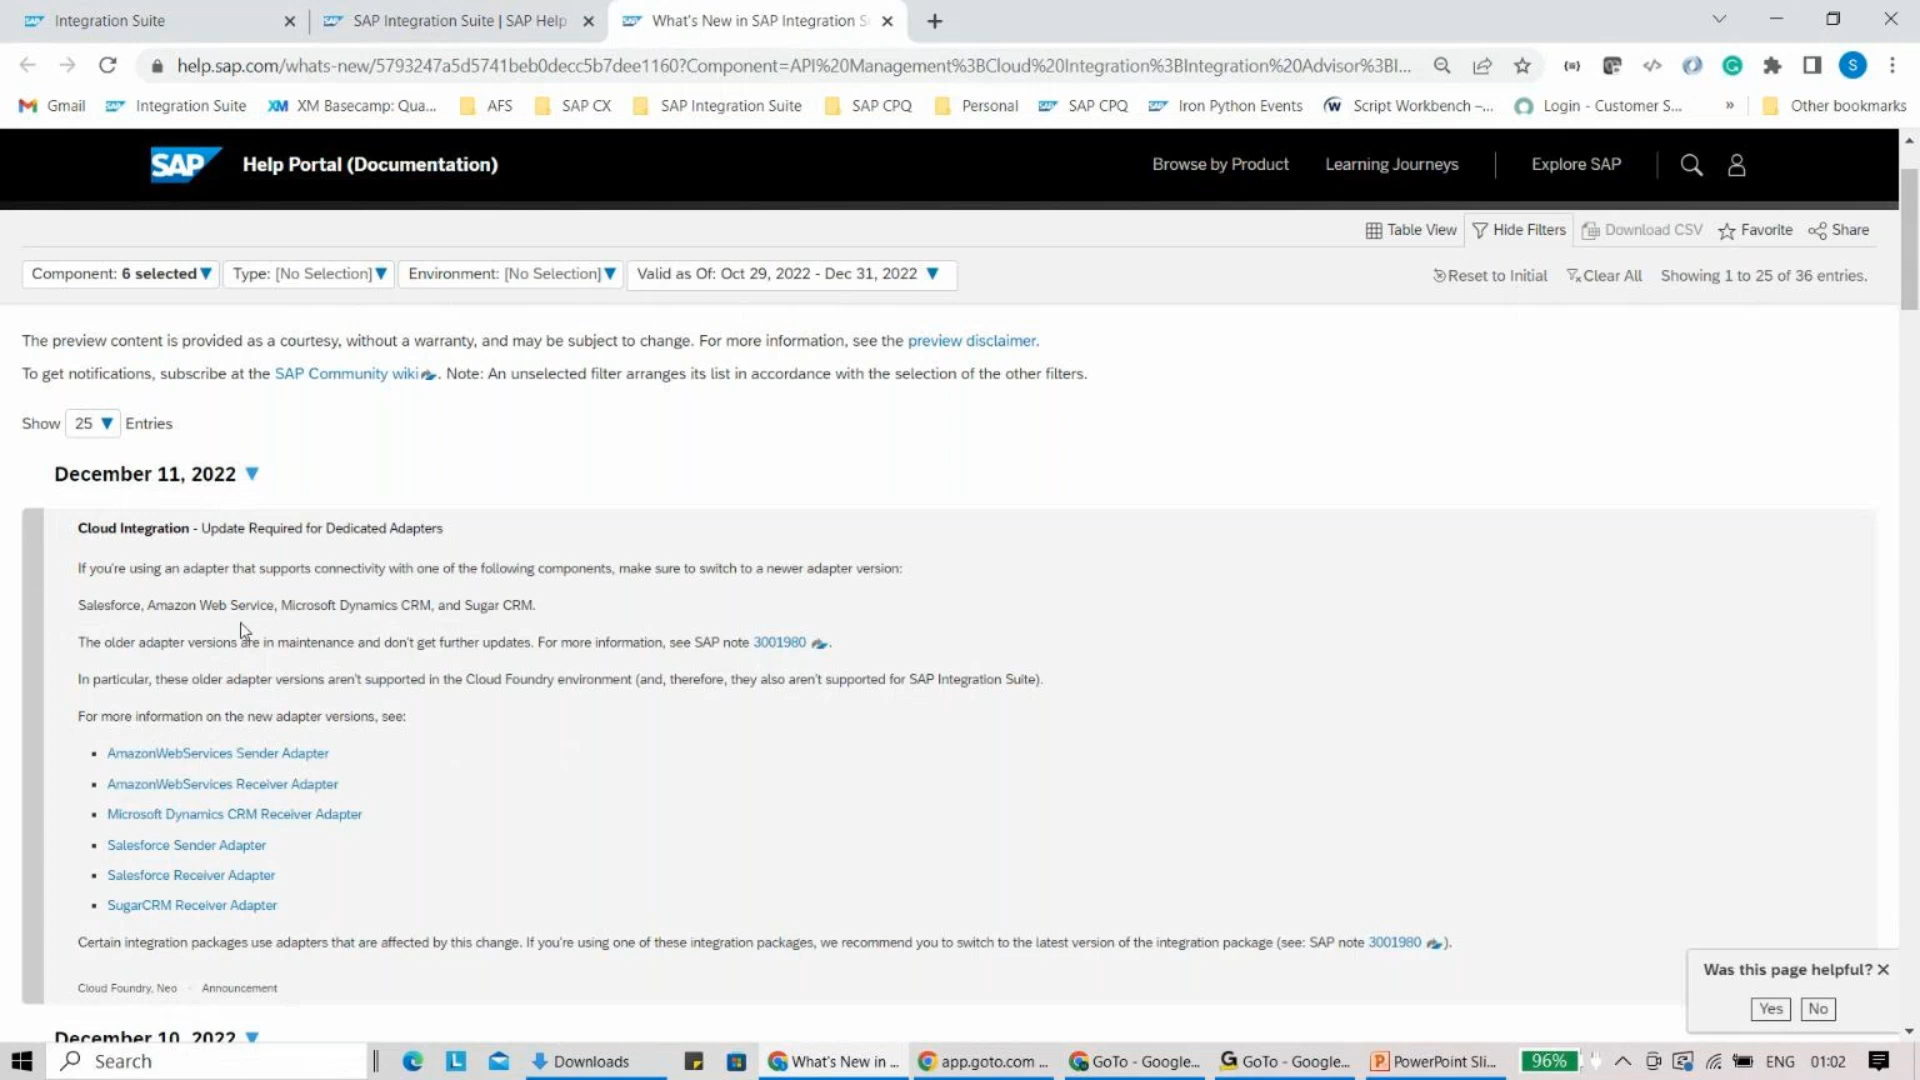 Integration Suite
SAP Integration Suite | SAP Help
What's New in SAP Integration S
help.sap.com/whats-new/5793247a5d5741beb0decc5b7dee1160?Component=API%20Management%3BCloud%20Integration%3BIntegration%20Advisor%3BI...
S
Gmail
Integration Suite
XM Basecamp: Qua...
AFS
SAP CX
SAP Integration Suite
SAP CPQ
Personal
SAP CPQ
Iron Python Events
Script Workbench –...
Login - Customer S...
»
Other bookmarks
SAP
Help Portal (Documentation)
Browse by Product
Learning Journeys
Explore SAP
Table View
Hide Filters
Download CSV
Favorite
Share
Component: 6 selected
Type: [No Selection]
Environment: [No Selection]
Valid as Of: Oct 29, 2022 - Dec 31, 2022
Reset to Initial
Clear All
Showing 1 to 25 of 36 entries.
The preview content is provided as a courtesy, without a warranty, and may be subject to change. For more information, see the preview disclaimer.
To get notifications, subscribe at the SAP Community wiki. Note: An unselected filter arranges its list in accordance with the selection of the other filters.
Show 25 Entries
December 11, 2022
Cloud Integration - Update Required for Dedicated Adapters
If you're using an adapter that supports connectivity with one of the following components, make sure to switch to a newer adapter version:
Salesforce, Amazon Web Service, Microsoft Dynamics CRM, and Sugar CRM.
The older adapter versions are in maintenance and don't get further updates. For more information, see SAP note 3001980.
In particular, these older adapter versions aren't supported in the Cloud Foundry environment (and, therefore, they also aren't supported for SAP Integration Suite).
For more information on the new adapter versions, see:
AmazonWebServices Sender Adapter
AmazonWebServices Receiver Adapter
Microsoft Dynamics CRM Receiver Adapter
Salesforce Sender Adapter
Salesforce Receiver Adapter
SugarCRM Receiver Adapter
Certain integration packages use adapters that are affected by this change. If you're using one of these integration packages, we recommend you to switch to the latest version of the integration package (see: SAP note 3001980).
Cloud Foundry, Neo
Announcement
Was this page helpful?
Yes
No
December 10, 2022
Search
Downloads
What's New in ...
app.goto.com ...
GoTo - Google...
GoTo - Google...
PowerPoint Sli...
96%
ENG
01:02